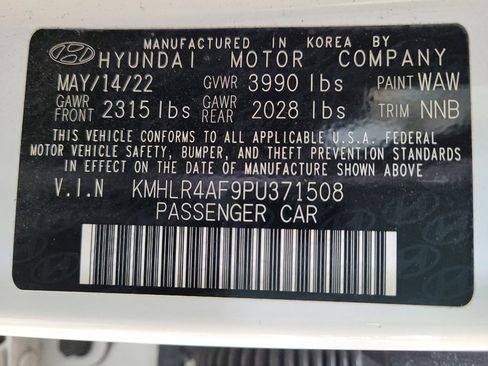 MANUFACTURED IN KOREA BY
HYUNDAI MOTOR COMPANY
MAY/14/22 GVWR 3990 lbs PAINT WAW
GAWR FRONT 2315 lbs GAWR REAR 2028 lbs TRIM NNB
THIS VEHICLE CONFORMS TO ALL APPLICABLE U.S.A. FEDERAL
MOTOR VEHICLE SAFETY, BUMPER, AND THEFT PREVENTION STANDARDS
IN EFFECT ON THE DATE OF MANUFACTURE SHOWN ABOVE
V.I.N KMHLR4AF9PU371508
PASSENGER CAR